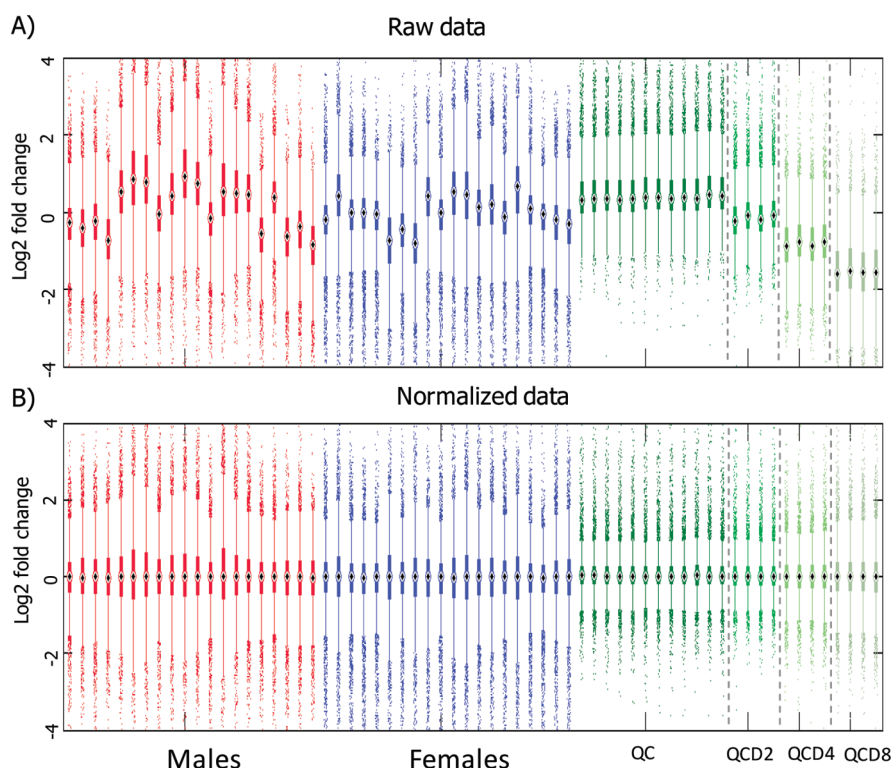 A)
Raw data
Log2 fold change
4
2
0
-2
-4
B)
Normalized data
Log2 fold change
4
2
0
-2
-4
Males Females QC QCD2 QCD4 QCD8